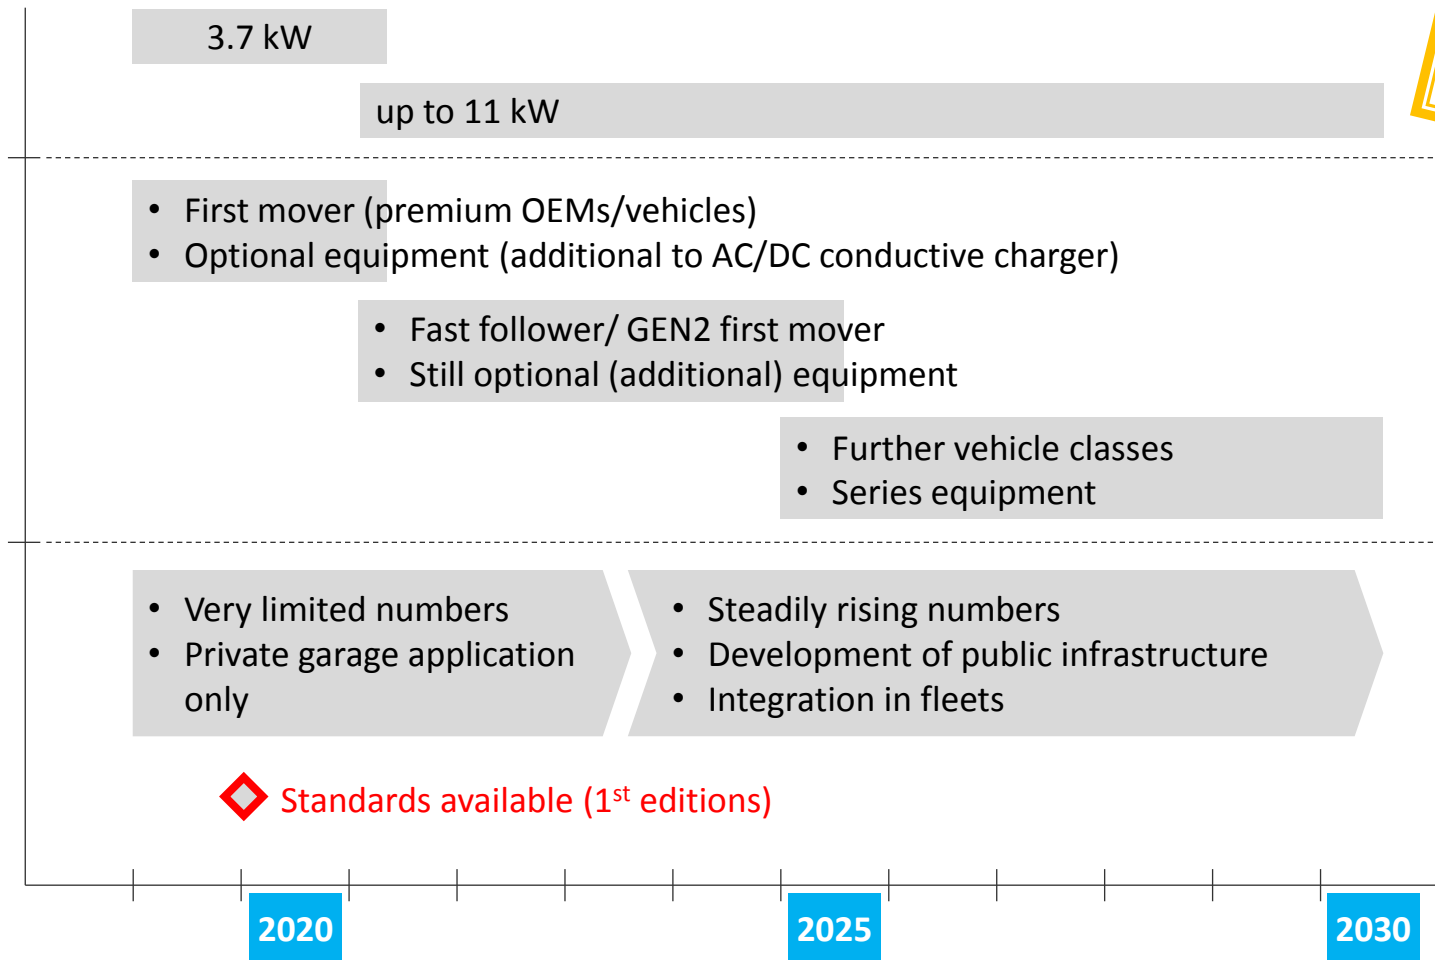 3.7 kW
up to 11 kW
• First mover (premium OEMs/vehicles)
• Optional equipment (additional to AC/DC conductive charger)
• Fast follower/ GEN2 first mover
• Still optional (additional) equipment
• Further vehicle classes
• Series equipment
• Very limited numbers
• Private garage application
only
• Steadily rising numbers
• Development of public infrastructure
• Integration in fleets
Standards available (1st editions)
2020
2025
2030